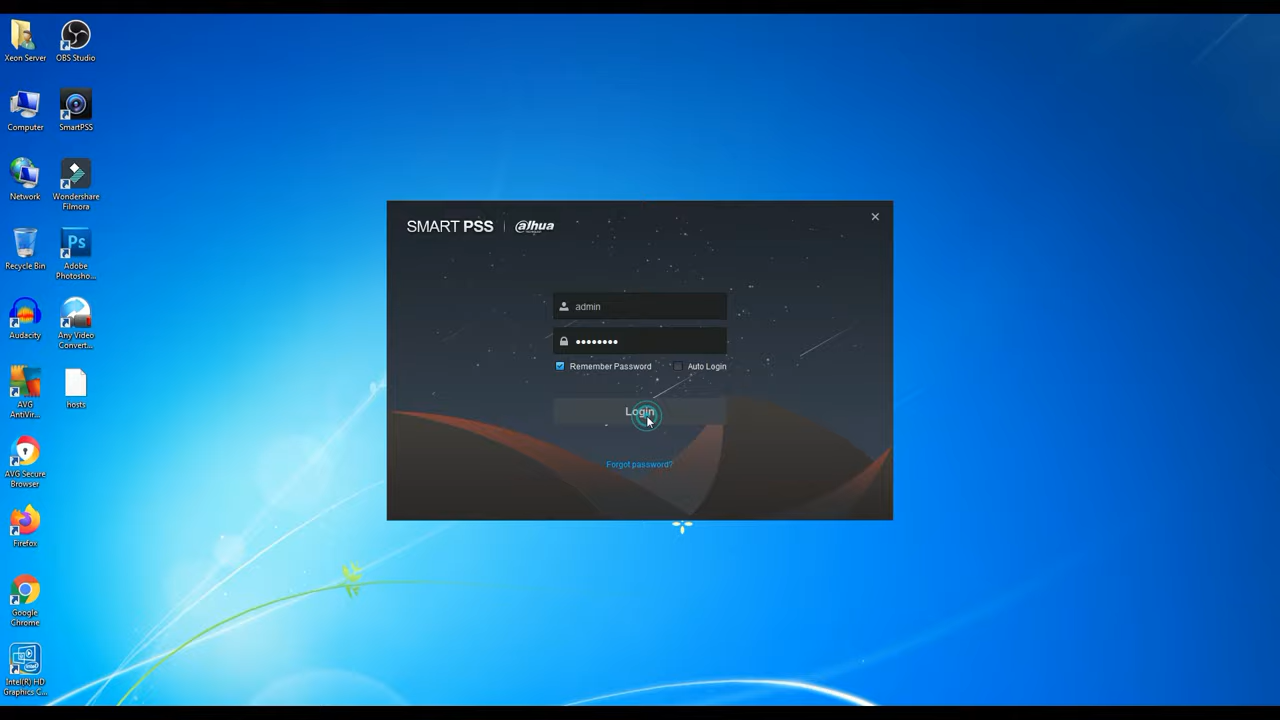 Xeon Server
OBS Studio
Computer
SmartPSS
Network
Wondershare
Filmora
Recycle Bin
Adobe
Photosho...
Audacity
Any Video
Convert...
AVG
AntiVir...
hosts
AVG Secure
Browser
Firefox
Google
Chrome
Intel(R) HD
Graphics C...
Ps
SMART PSS
alhua
admin
Remember Password
Auto Login
Login
Forgot password?